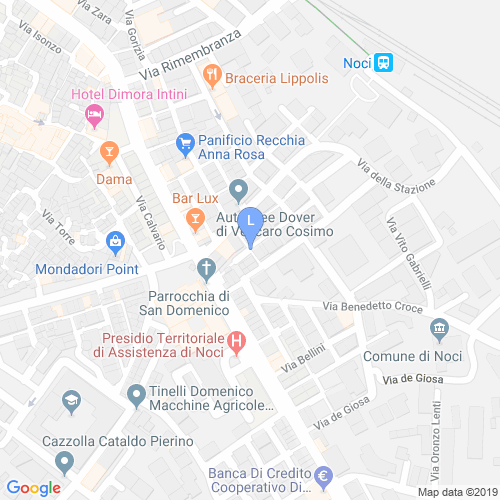 Via Zara
Via Gorizia
Via Isonzo
Via Rimembranza
Noci
Braceria Lippolis
Hotel Dimora Intini
Panificio Recchia
Anna Rosa
Dama
Via della Stazione
Bar Lux
Via Calvario
Via Torre
Dover
di
Cosimo
L
Via Vito Gabrielli
Mondadori Point
Parrocchia di
San Domenico
Via Benedetto Croce
Presidio Territoriale
di Assistenza di Noci
Comune di Noci
Via Bellini
Via de Giosa
Tinelli Domenico
Macchine Agricole...
Via de Giosa
Via Oronzo Lenti
Cazzolla Cataldo Pierino
Banca Di Credito
Cooperativo Di...
Google
Map data ©2019